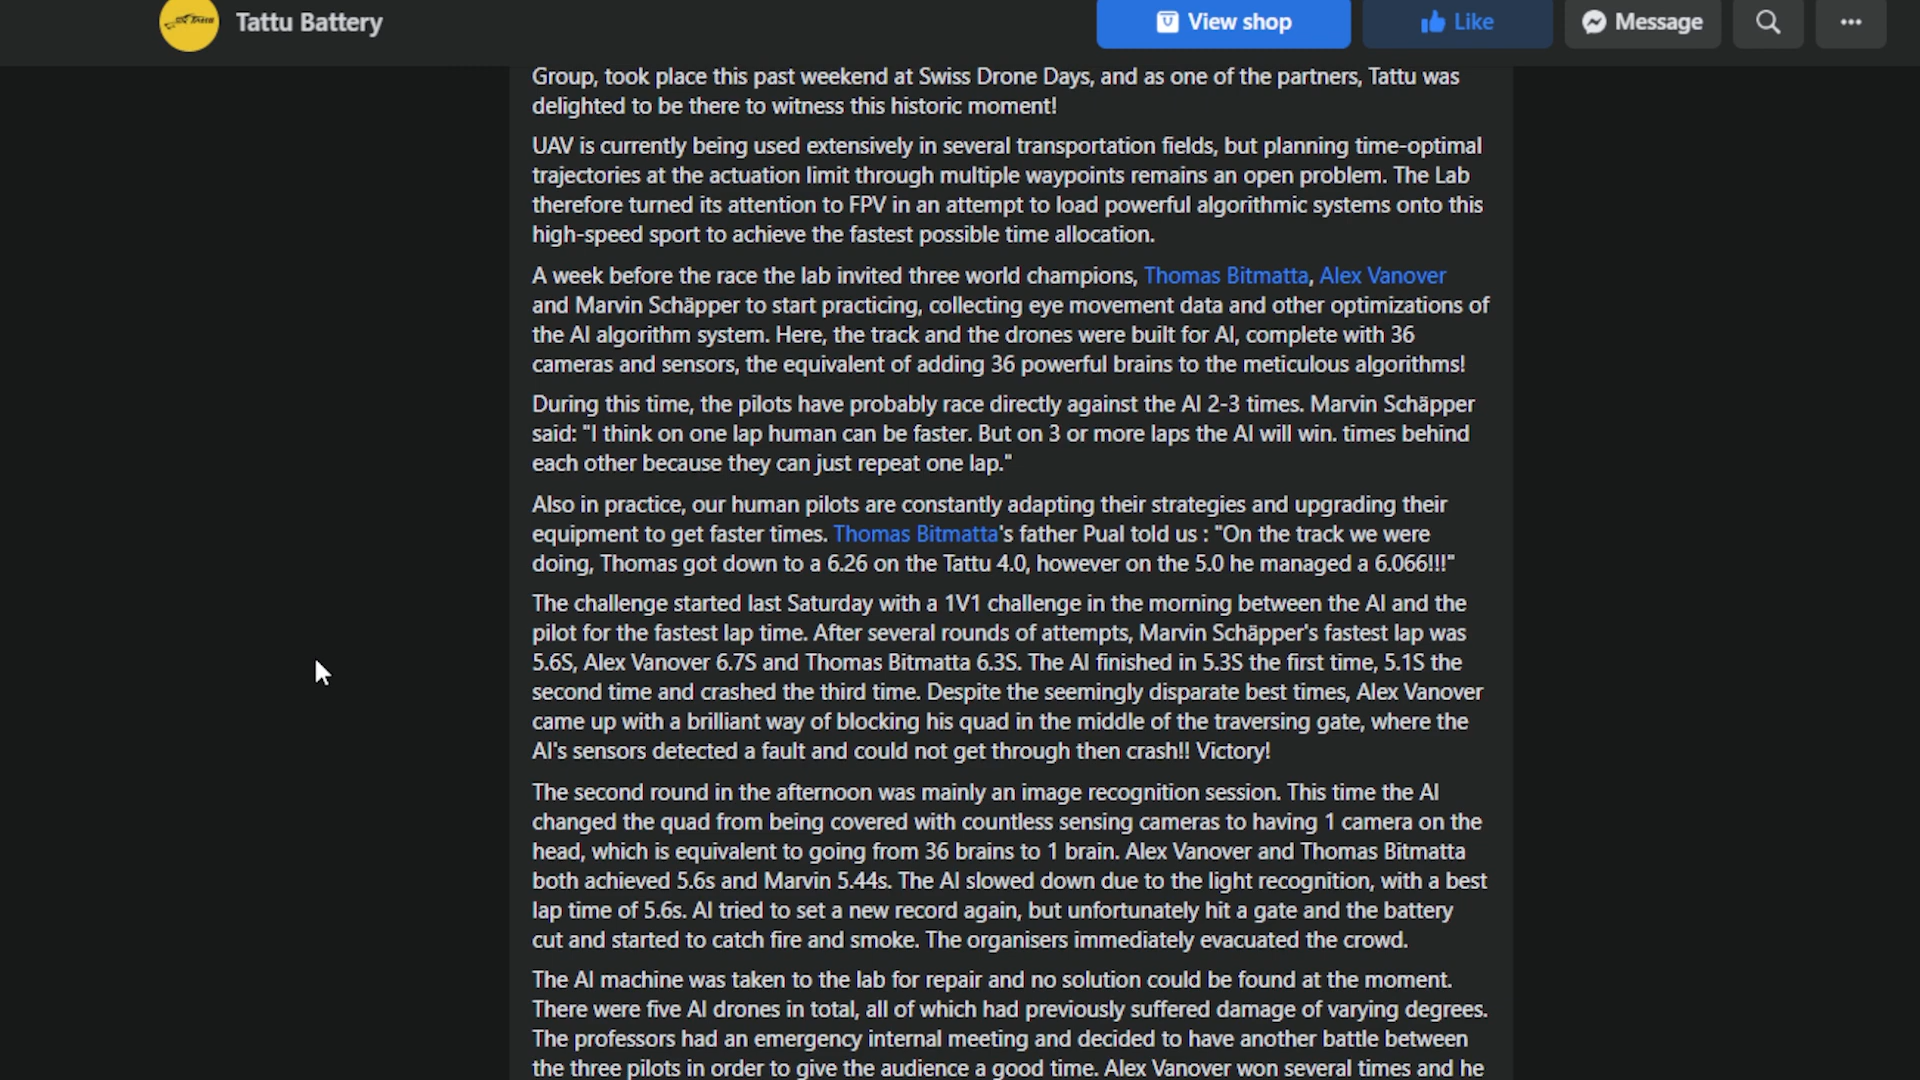 Tattu Battery
View shop
Like
Message
Group, took place this past weekend at Swiss Drone Days, and as one of the partners, Tattu was
delighted to be there to witness this historic moment!
UAV is currently being used extensively in several transportation fields, but planning time-optimal
trajectories at the actuation limit through multiple waypoints remains an open problem. The Lab
therefore turned its attention to FPV in an attempt to load powerful algorithmic systems onto this
high-speed sport to achieve the fastest possible time allocation.
A week before the race the lab invited three world champions, Thomas Bitmatta, Alex Vanover
and Marvin Schäpper to start practicing, collecting eye movement data and other optimizations of
the AI algorithm system. Here, the track and the drones were built for AI, complete with 36
cameras and sensors, the equivalent of adding 36 powerful brains to the meticulous algorithms!
During this time, the pilots have probably race directly against the AI 2-3 times. Marvin Schäpper
said: "I think on one lap human can be faster. But on 3 or more laps the AI will win. times behind
each other because they can just repeat one lap."
Also in practice, our human pilots are constantly adapting their strategies and upgrading their
equipment to get faster times. Thomas Bitmatta's father Pual told us : "On the track we were
doing, Thomas got down to a 6.26 on the Tattu 4.0, however on the 5.0 he managed a 6.066!!!"
The challenge started last Saturday with a 1V1 challenge in the morning between the AI and the
pilot for the fastest lap time. After several rounds of attempts, Marvin Schäpper's fastest lap was
5.6S, Alex Vanover 6.7S and Thomas Bitmatta 6.3S. The AI finished in 5.3S the first time, 5.1S the
second time and crashed the third time. Despite the seemingly disparate best times, Alex Vanover
came up with a brilliant way of blocking his quad in the middle of the traversing gate, where the
AI's sensors detected a fault and could not get through then crash!! Victory!
The second round in the afternoon was mainly an image recognition session. This time the AI
changed the quad from being covered with countless sensing cameras to having 1 camera on the
head, which is equivalent to going from 36 brains to 1 brain. Alex Vanover and Thomas Bitmatta
both achieved 5.6s and Marvin 5.44s. The AI slowed down due to the light recognition, with a best
lap time of 5.6s. AI tried to set a new record again, but unfortunately hit a gate and the battery
cut and started to catch fire and smoke. The organisers immediately evacuated the crowd.
The AI machine was taken to the lab for repair and no solution could be found at the moment.
There were five AI drones in total, all of which had previously suffered damage of varying degrees.
The professors had an emergency internal meeting and decided to have another battle between
the three pilots in order to give the audience a good time. Alex Vanover won several times and he